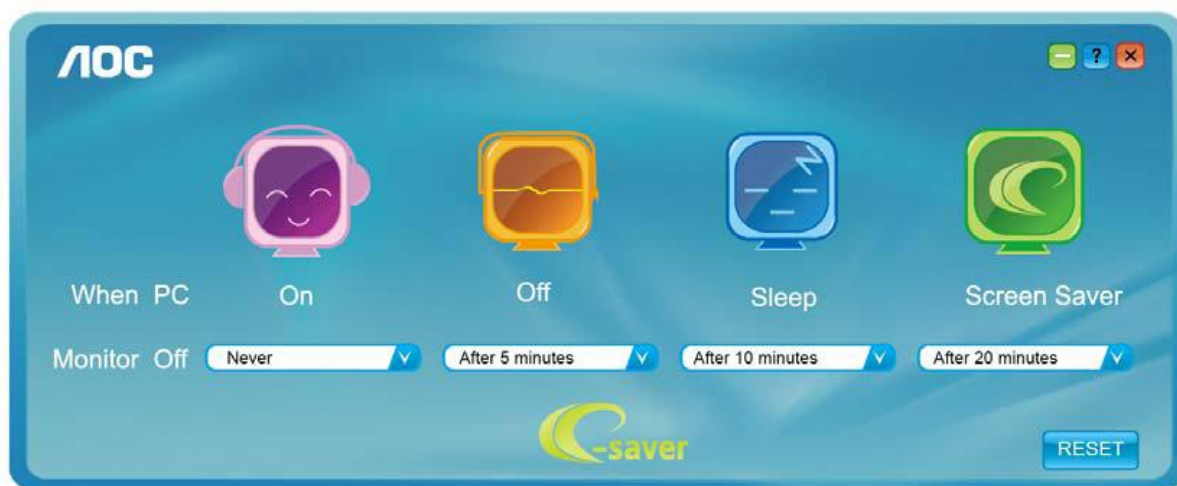 AOC
?
When PC On Off Sleep Screen Saver
Monitor Off Never After 5 minutes After 10 minutes After 20 minutes
e-saver
RESET